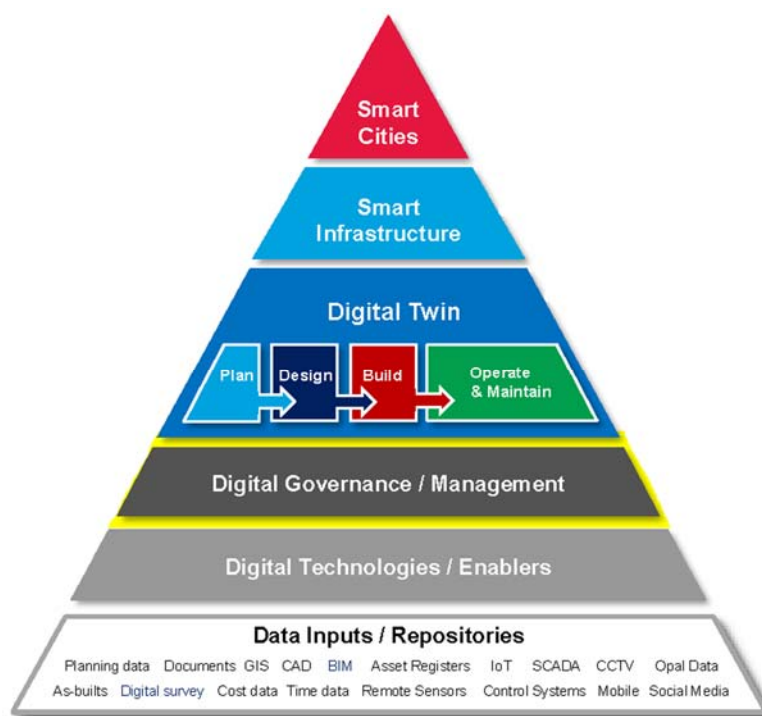 Smart
Cities
Smart
Infrastructure
Digital Twin
Plan
Design
Build
Operate
& Maintain
Digital Governance / Management
Digital Technologies / Enablers
Data Inputs / Repositories
Planning data Documents GIS CAD BIM Asset Registers IoT SCADA CCTV Opal Data
As-builts Digital survey Cost data Time data Remote Sensors Control Systems Mobile Social Media